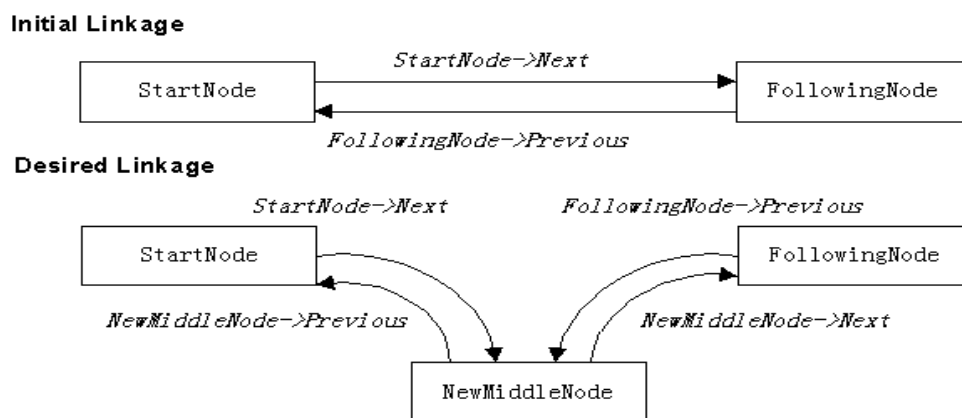 Initial Linkage
StartNode->Next
StartNode
FollowingNode
FollowingNode->Previous
Desired Linkage
StartNode->Next
FollowingNode->Previous
StartNode
FollowingNode
NewMiddleNode->Previous
NewMiddleNode->Next
NewMiddleNode